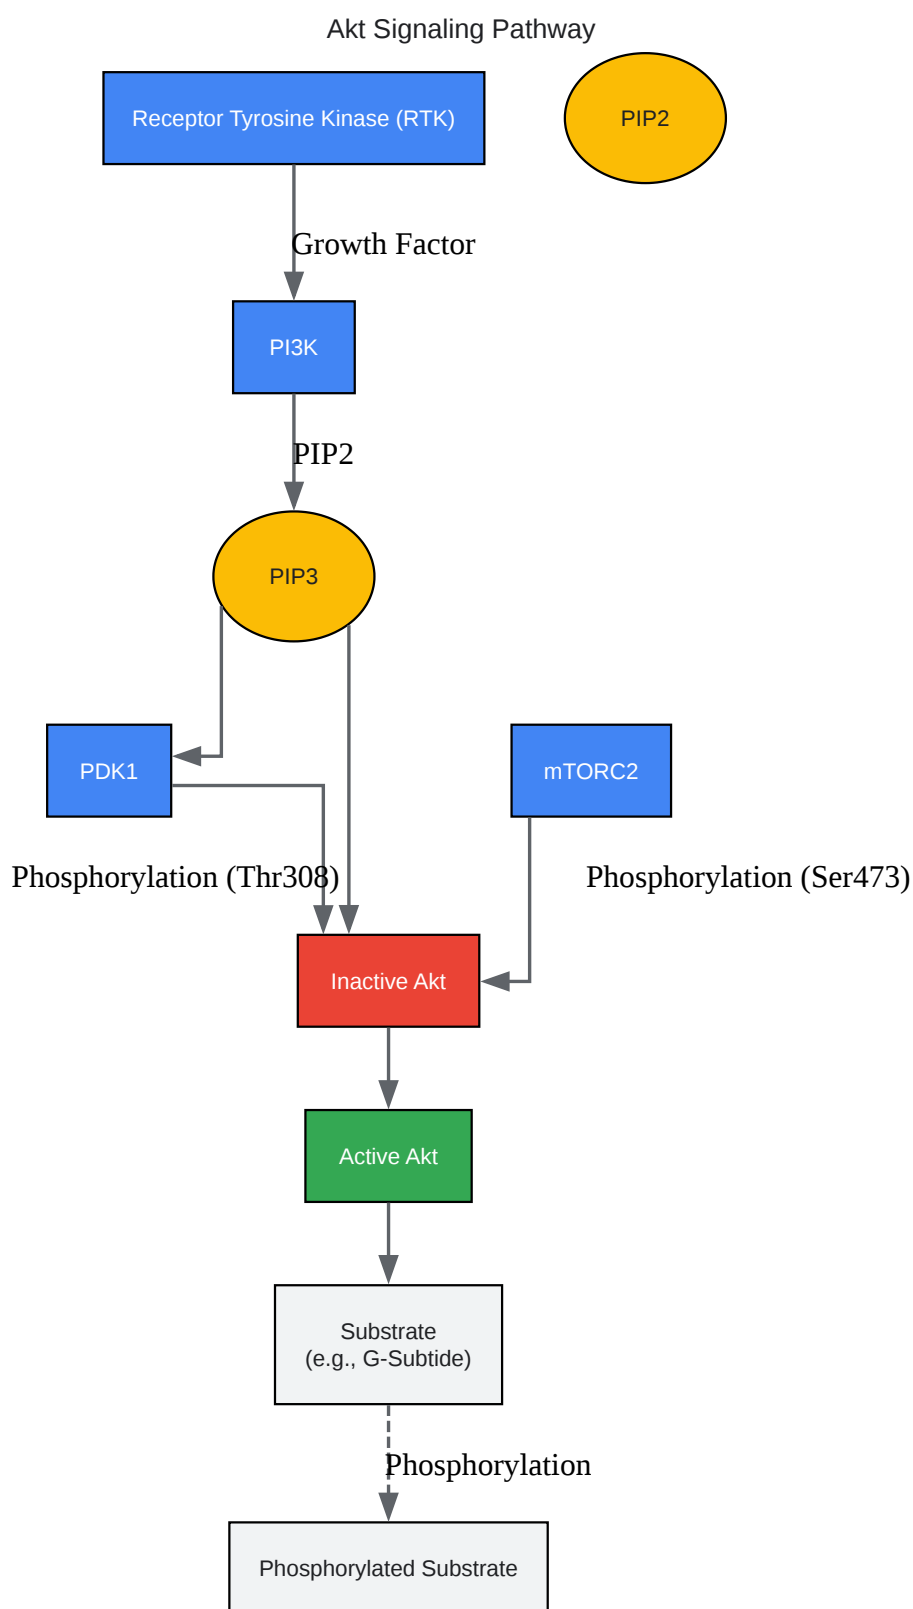 Akt Signaling Pathway
Receptor Tyrosine Kinase (RTK)
PIP2
Growth Factor
PI3K
PIP2
PIP3
PDK1
mTORC2
Phosphorylation (Thr308)
Phosphorylation (Ser473)
Inactive Akt
Active Akt
Substrate
(e.g., G-Subtide)
Phosphorylation
Phosphorylated Substrate